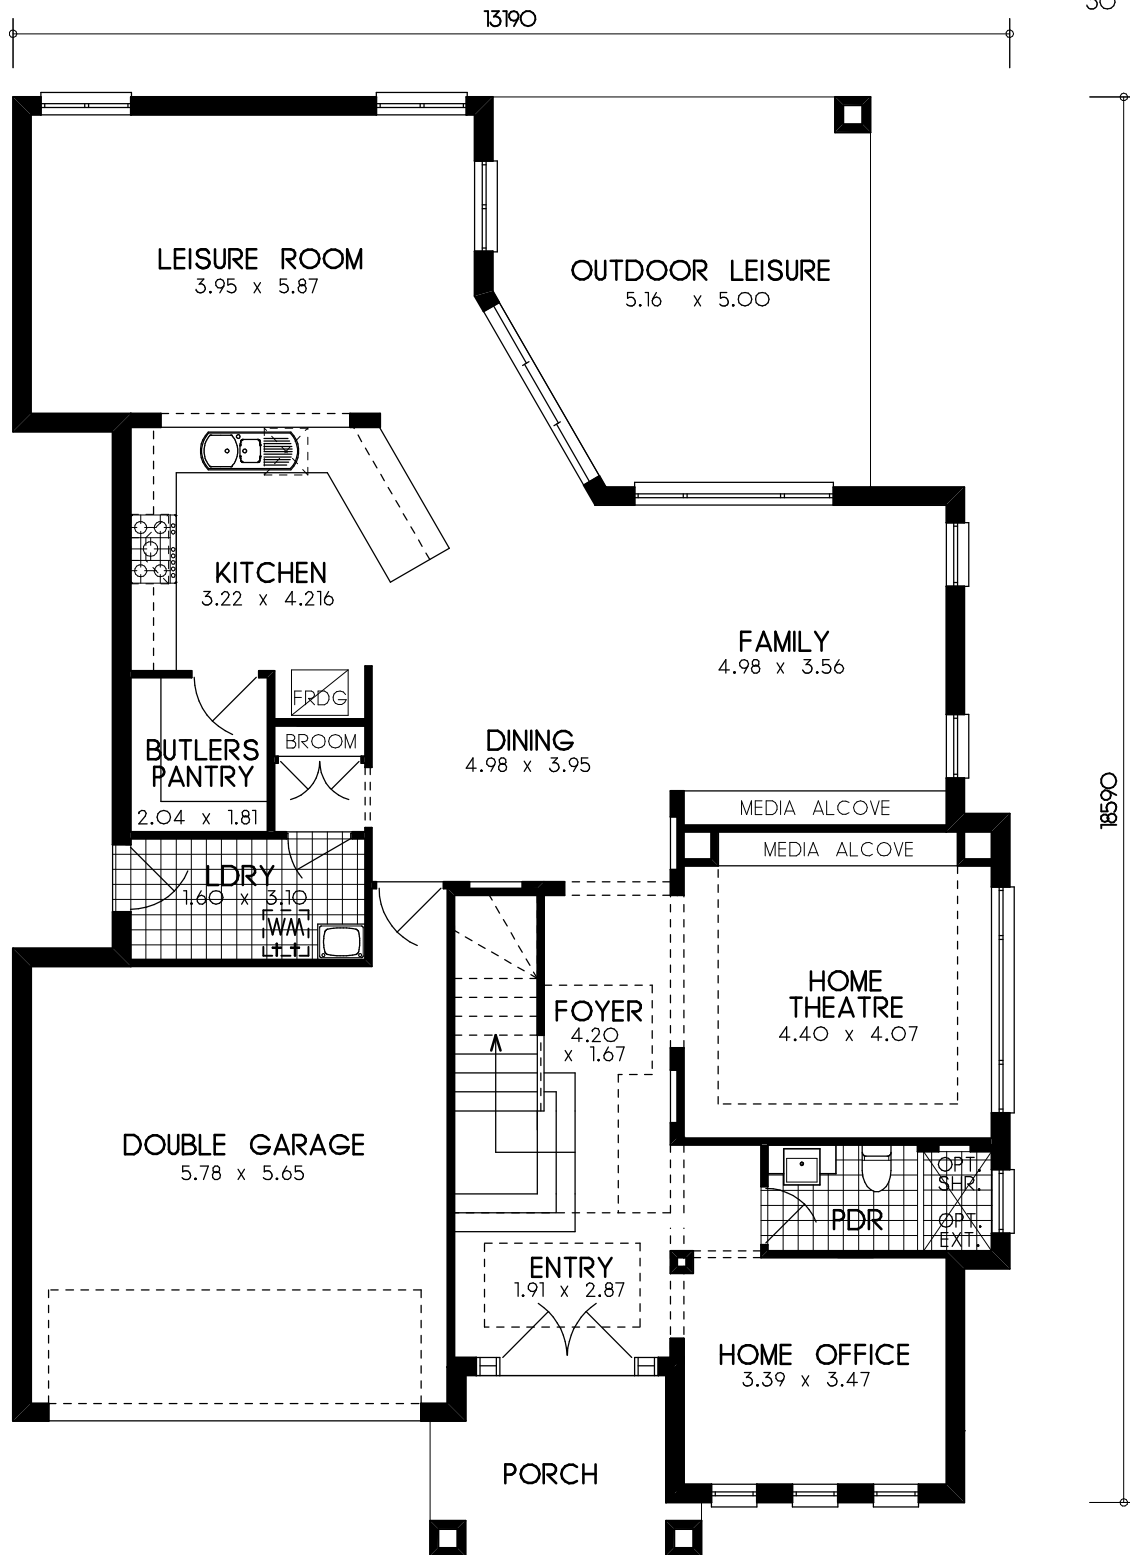 30
13190
LEISURE ROOM
3.95 x 5.87
OUTDOOR LEISURE
5.16 x 5.00
KITCHEN
3.22 x 4.216
FAMILY
4.98 x 3.56
FRDG
BROOM
DINING
4.98 x 3.95
BUTLERS
PANTRY
2.04 x 1.81
MEDIA ALCOVE
MEDIA ALCOVE
18590
LDRY
1.60 x 3.10
WM
HOME
THEATRE
4.40 x 4.07
FOYER
4.20
x 1.67
DOUBLE GARAGE
5.78 x 5.65
OPT.
SHR.
PDR
OPT.
EXT.
ENTRY
1.91 x 2.87
HOME OFFICE
3.39 x 3.47
PORCH